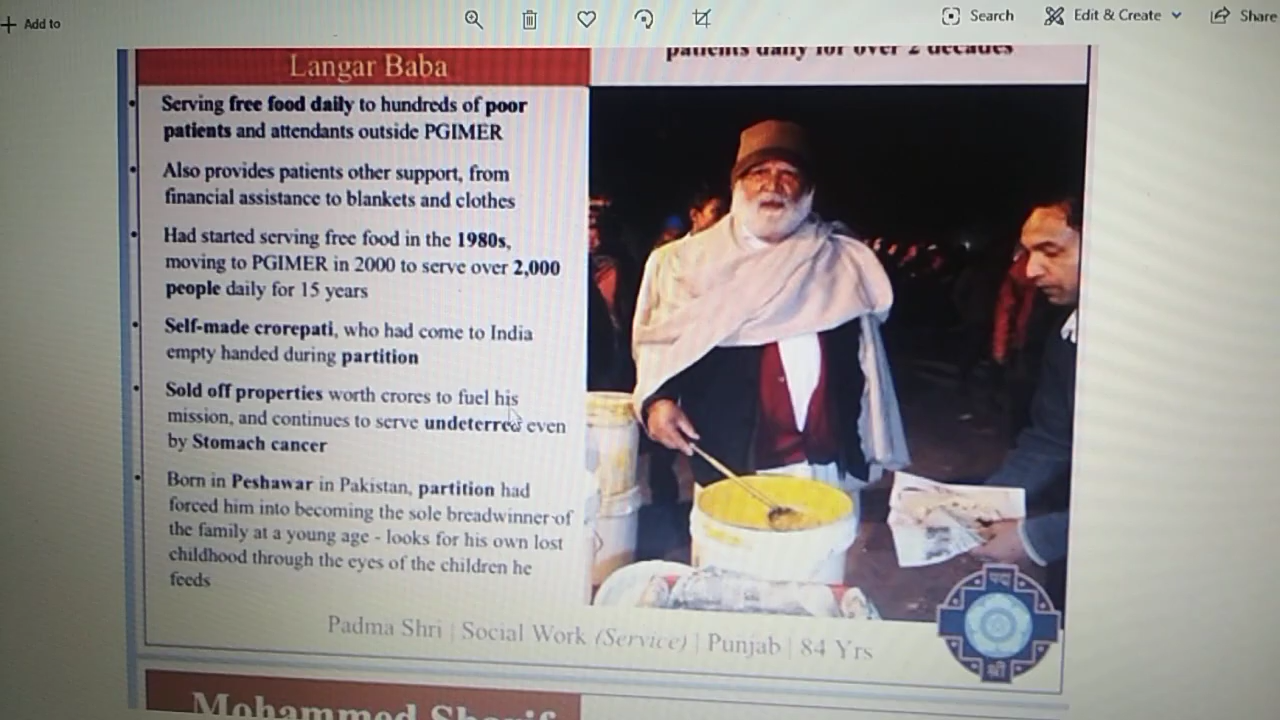 Add to
Search
Edit & Create
Share
Langar Baba
patients daily for over 2 decades
Serving free food daily to hundreds of poor
patients and attendants outside PGIMER
Also provides patients other support, from
financial assistance to blankets and clothes
Had started serving free food in the 1980s,
moving to PGIMER in 2000 to serve over 2,000
people daily for 15 years
Self-made crorepati, who had come to India
empty handed during partition
Sold off properties worth crores to fuel his
mission, and continues to serve undeterred even
by Stomach cancer
Born in Peshawar in Pakistan, partition had
forced him into becoming the sole breadwinner of
the family at a young age - looks for his own lost
childhood through the eyes of the children he
feeds
पद्म
श्री
Padma Shri | Social Work (Service) | Punjab | 84 Yrs
Mohammed Sharif